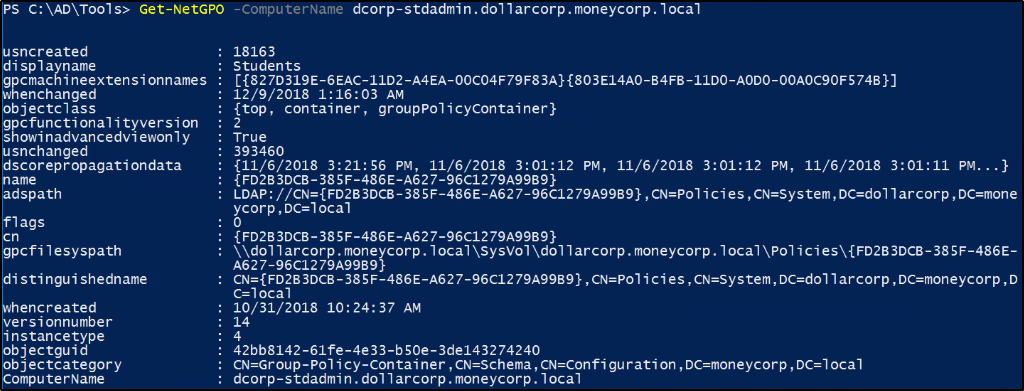 PS C:\AD\Tools> Get-NetGPO -ComputerName dcorp-stdadmin.dollarcorp.moneycorp.local
usncreated : 18163
displayname : Students
gpcmachineextensionnames : [{827D319E-6EAC-11D2-A4EA-00C04F79F83A}{803E14A0-B4FB-11D0-A0D0-00A0C90F574B}]
whenchanged : 12/9/2018 1:16:03 AM
objectclass : {top, container, groupPolicyContainer}
gpcfunctionalityversion : 2
showinadvancedviewonly : True
usnchanged : 393460
dscorepropagationdata : {11/6/2018 3:21:56 PM, 11/6/2018 3:01:12 PM, 11/6/2018 3:01:12 PM, 11/6/2018 3:01:11 PM...}
name : {FD2B3DCB-385F-486E-A627-96C1279A99B9}
adspath : LDAP://CN={FD2B3DCB-385F-486E-A627-96C1279A99B9},CN=Policies,CN=System,DC=dollarcorp,DC=mone
ycorp,DC=local
flags : 0
cn : {FD2B3DCB-385F-486E-A627-96C1279A99B9}
gpcfilesyspath : \\dollarcorp.moneycorp.local\SysVol\dollarcorp.moneycorp.local\Policies\{FD2B3DCB-385F-486E-
A627-96C1279A99B9}
distinguishedname : CN={FD2B3DCB-385F-486E-A627-96C1279A99B9},CN=Policies,CN=System,DC=dollarcorp,DC=moneycorp,D
C=local
whencreated : 10/31/2018 10:24:37 AM
versionnumber : 14
instancetype : 4
objectguid : 42bb8142-61fe-4e33-b50e-3de143274240
objectcategory : CN=Group-Policy-Container,CN=Schema,CN=Configuration,DC=moneycorp,DC=local
ComputerName : dcorp-stdadmin.dollarcorp.moneycorp.local